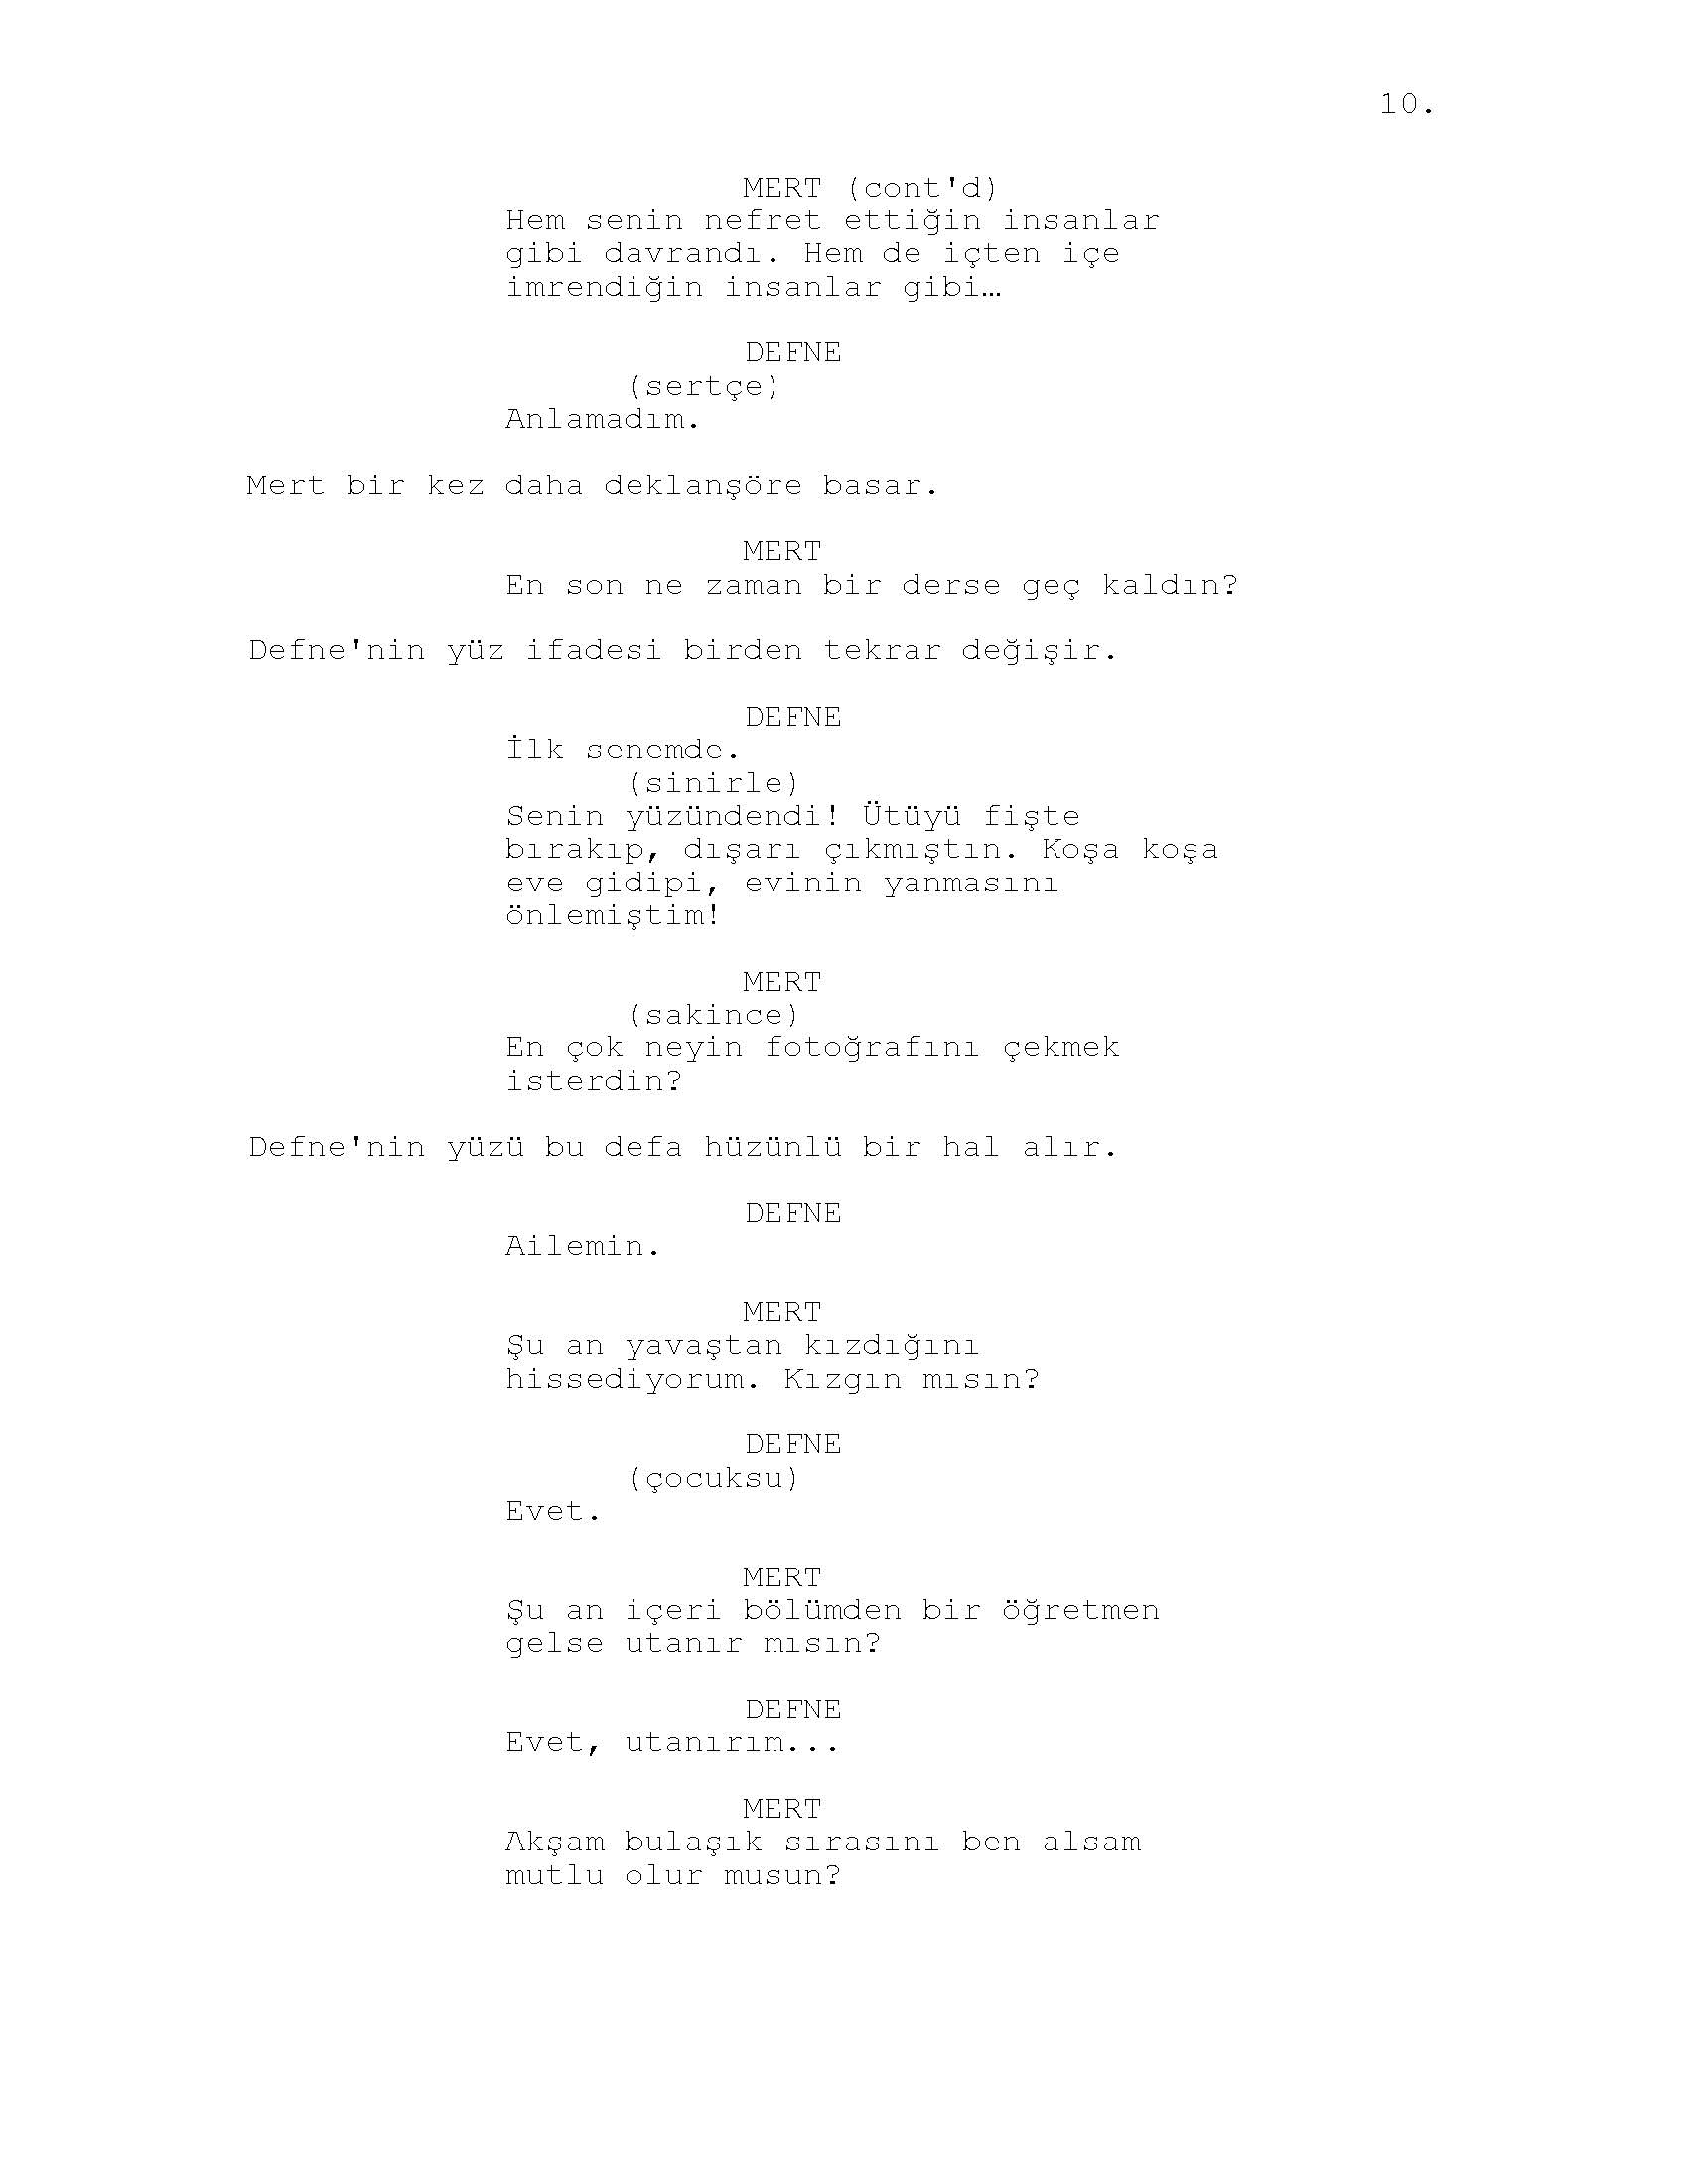 10.
MERT (cont'd)
Hem senin nefret ettiğin insanlar
gibi davrandı. Hem de içten içe
imrendiğin insanlar gibi…
DEFNE
(sertçe)
Anlamadım.
Mert bir kez daha deklanşöre basar.
MERT
En son ne zaman bir derse geç kaldın?
Defne'nin yüz ifadesi birden tekrar değişir.
DEFNE
İlk senemde.
(sinirle)
Senin yüzündendi! Ütüyü fişte
bırakıp, dışarı çıkmıştın. Koşa koşa
eve gidipi, evinin yanmasını
önlemiştim!
MERT
(sakince)
En çok neyin fotoğrafını çekmek
isterdin?
Defne'nin yüzü bu defa hüzünlü bir hal alır.
DEFNE
Ailemin.
MERT
Şu an yavaştan kızdığını
hissediyorum. Kızgın mısın?
DEFNE
(çocuksu)
Evet.
MERT
Şu an içeri bölümden bir öğretmen
gelse utanır mısın?
DEFNE
Evet, utanırım...
MERT
Akşam bulaşık sırasını ben alsam
mutlu olur musun?